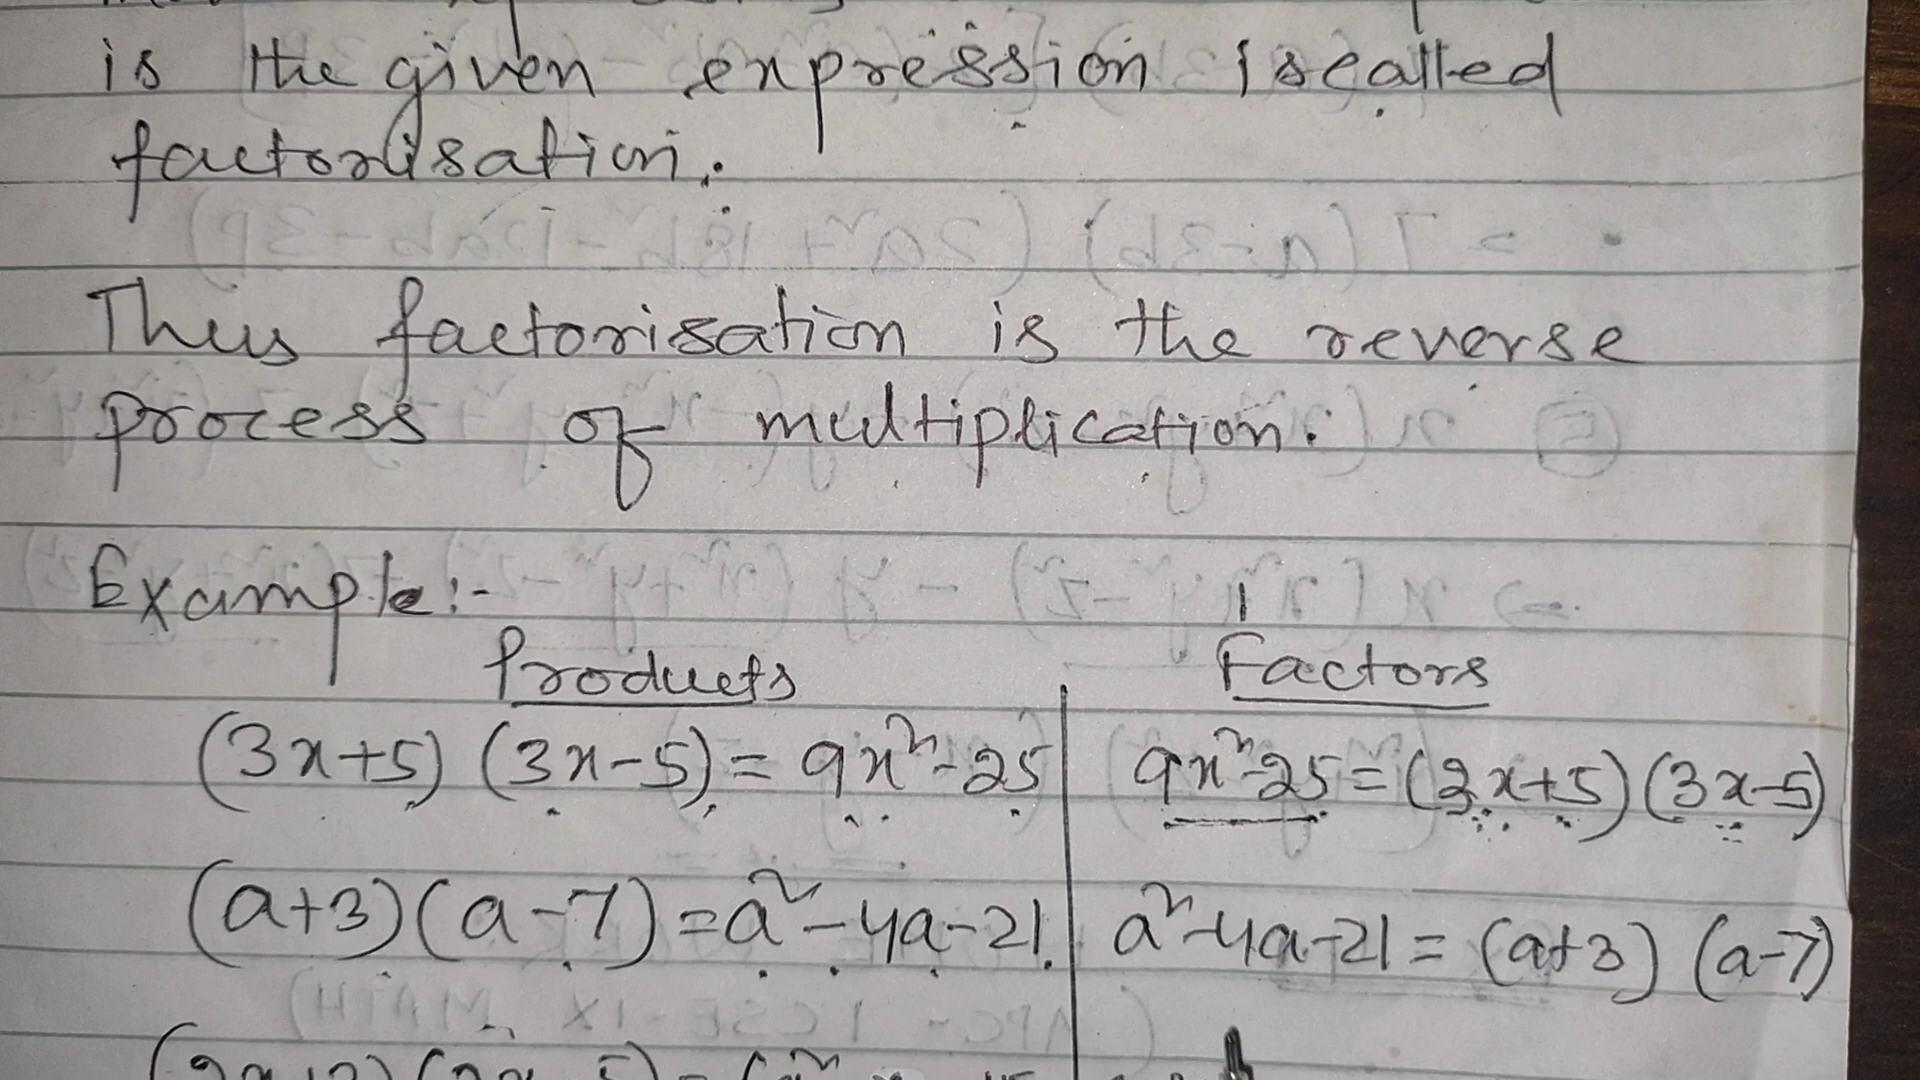 is the given expression is called
factorisation.
Thus factorisation is the reverse
process of multiplication.
Example:-
Products
Factors
(3x+5) (3x-5) = 9x²-25
9x²-25 = (3x+5) (3x-5)
(a+3) (a-7) = a²-4a-21
a²-4a-21 = (a+3) (a-7)